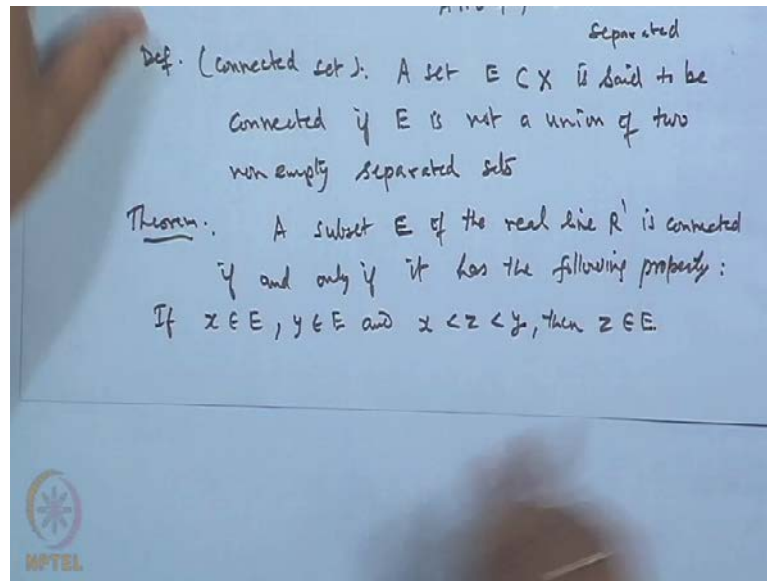 separated
Def. (Connected set): A set E ⊂ X is said to be
connected if E is not a union of two
non empty separated sets
Theorem:. A subset E of the real line R¹ is connected
if and only if it has the following property:
If x ∈ E, y ∈ E and x < z < y, then z ∈ E.
NPTEL